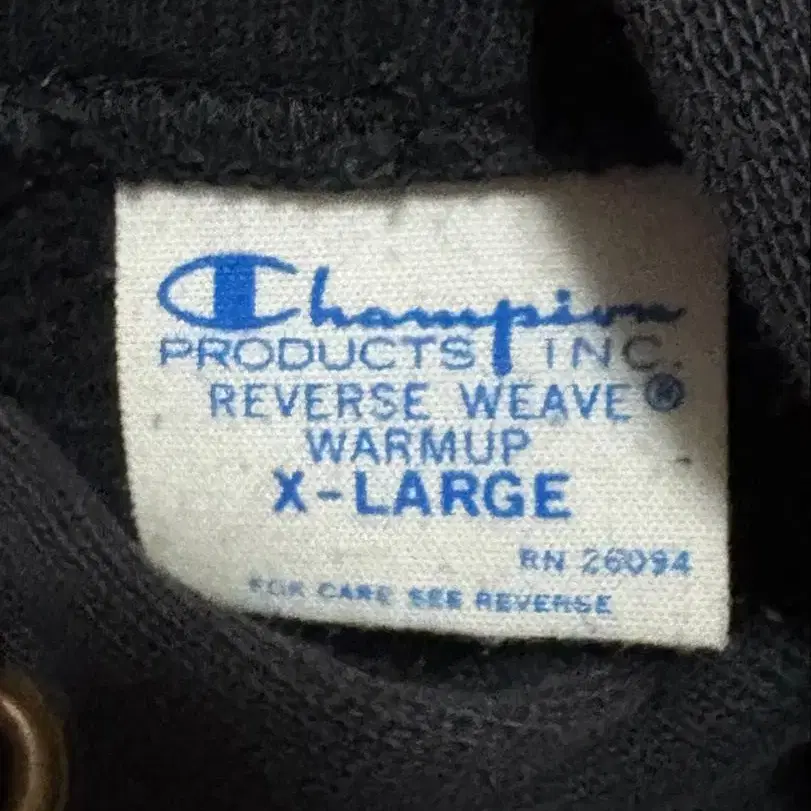 Champion
PRODUCTS INC.
REVERSE WEAVE®
WARMUP
X-LARGE
RN 26094
FOR CARE SEE REVERSE